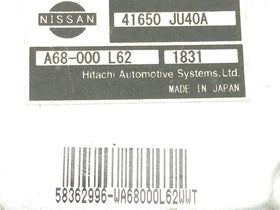 NISSAN 41650 JU40A
A68-000 L62 1831
Hitachi Automotive Systems, Ltd.
MADE IN JAPAN
58362996-WA68000L62WWT